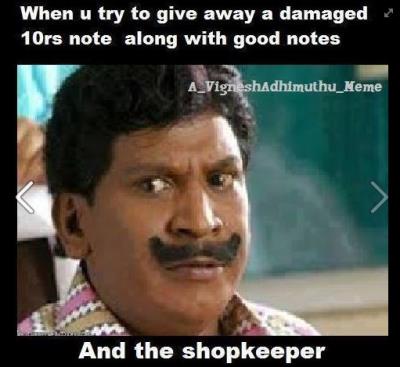 When u try to give away a damaged
10rs note along with good notes
A_VigneshAdhimuthu_Meme
And the shopkeeper